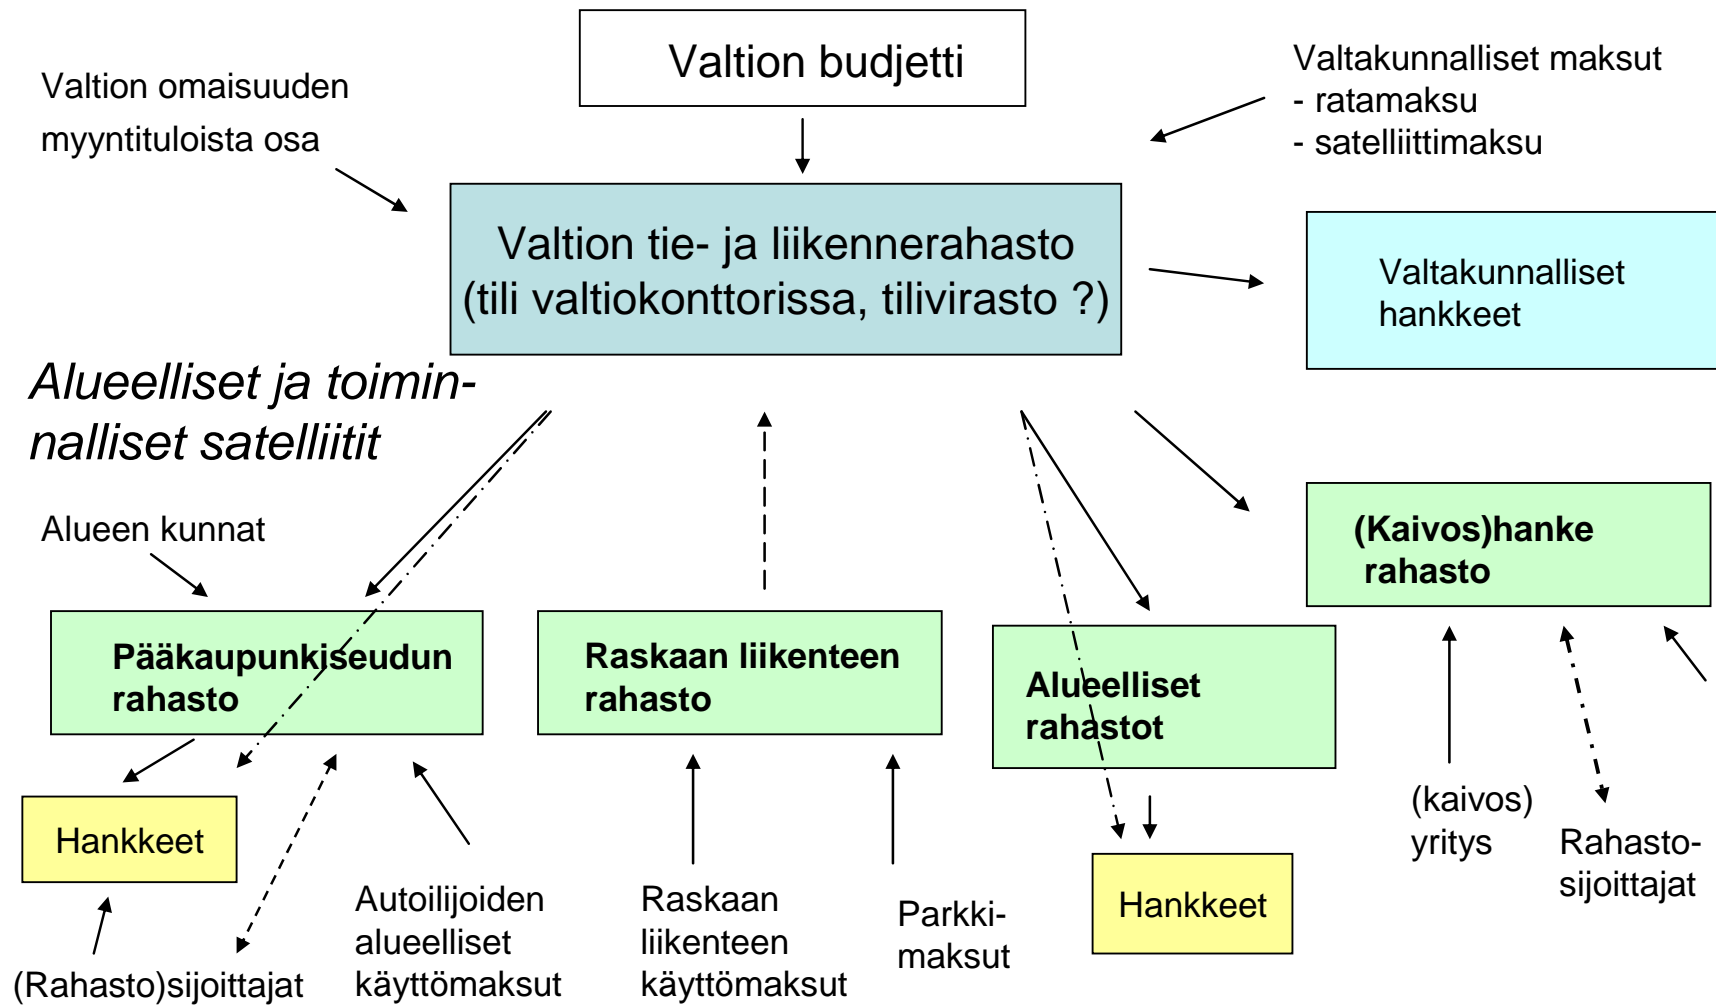 Valtion budjetti
Valtion omaisuuden
myyntituloista osa
Valtakunnalliset maksut
- ratamaksu
- satelliittimaksu
Valtion tie- ja liikennerahasto
(tili valtiokonttorissa, tilivirasto ?)
Valtakunnalliset
hankkeet
Alueelliset ja toimin-
nalliset satelliitit
Alueen kunnat
(Kaivos)hanke
rahasto
Pääkaupunkiseudun
rahasto
Raskaan liikenteen
rahasto
Alueelliset
rahastot
Hankkeet
(Rahasto)sijoittajat
Autoilijoiden
alueelliset
käyttömaksut
Raskaan
liikenteen
käyttömaksut
Parkki-
maksut
Hankkeet
(kaivos)
yritys
Rahasto-
sijoittajat